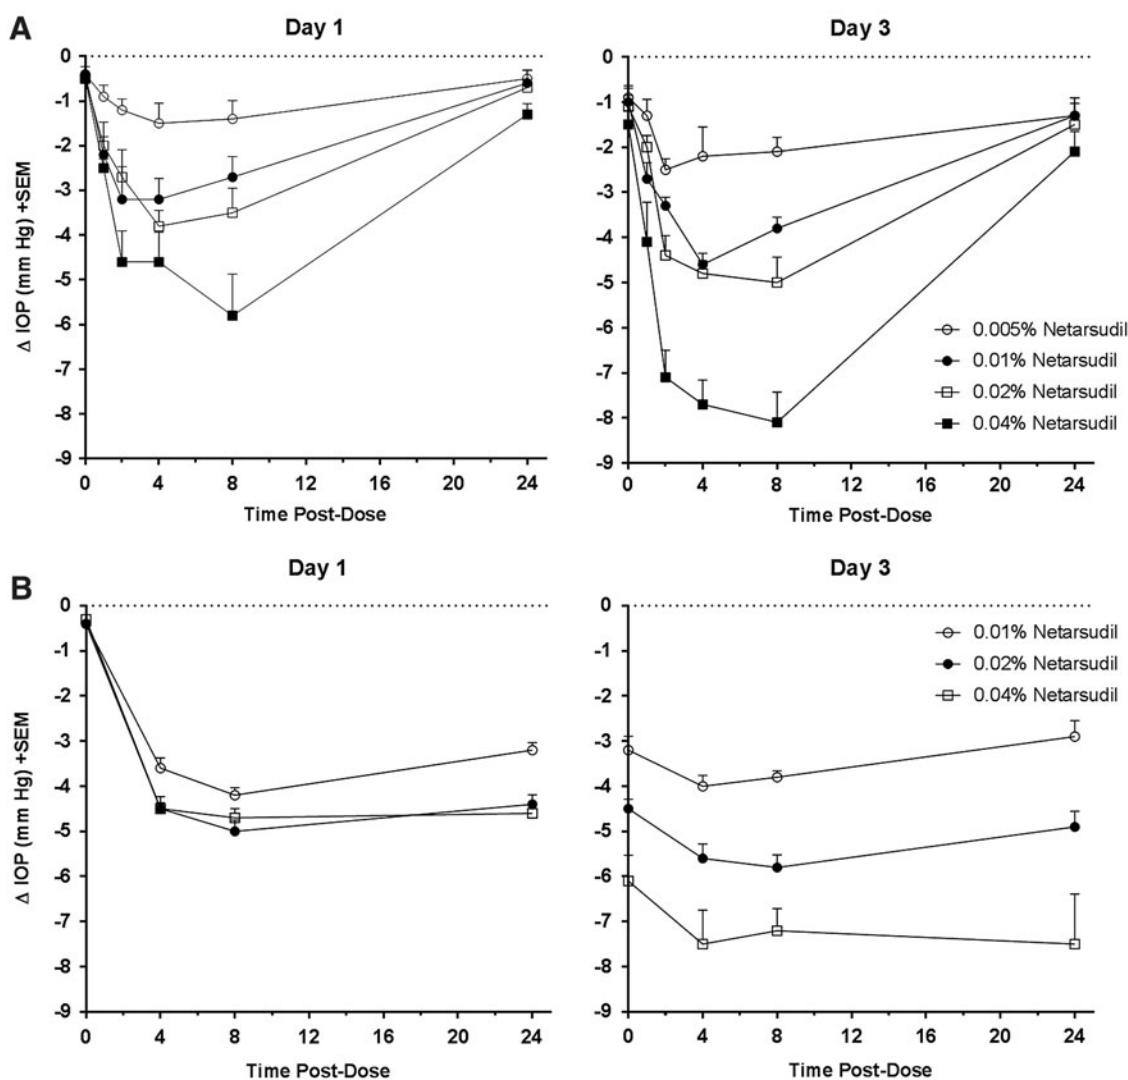 A
Day 1
Day 3
0
-1
-2
-3
-4
-5
-6
-7
-8
-9
Δ IOP (mm Hg) +SEM
0 4 8 12 16 20 24
Time Post-Dose
0
-1
-2
-3
-4
-5
-6
-7
-8
-9
0.005% Netarsudil
0.01% Netarsudil
0.02% Netarsudil
0.04% Netarsudil
0 4 8 12 16 20 24
Time Post-Dose
B
Day 1
Day 3
0
-1
-2
-3
-4
-5
-6
-7
-8
-9
Δ IOP (mm Hg) +SEM
0 4 8 12 16 20 24
Time Post-Dose
0
-1
-2
-3
-4
-5
-6
-7
-8
-9
0.01% Netarsudil
0.02% Netarsudil
0.04% Netarsudil
0 4 8 12 16 20 24
Time Post-Dose